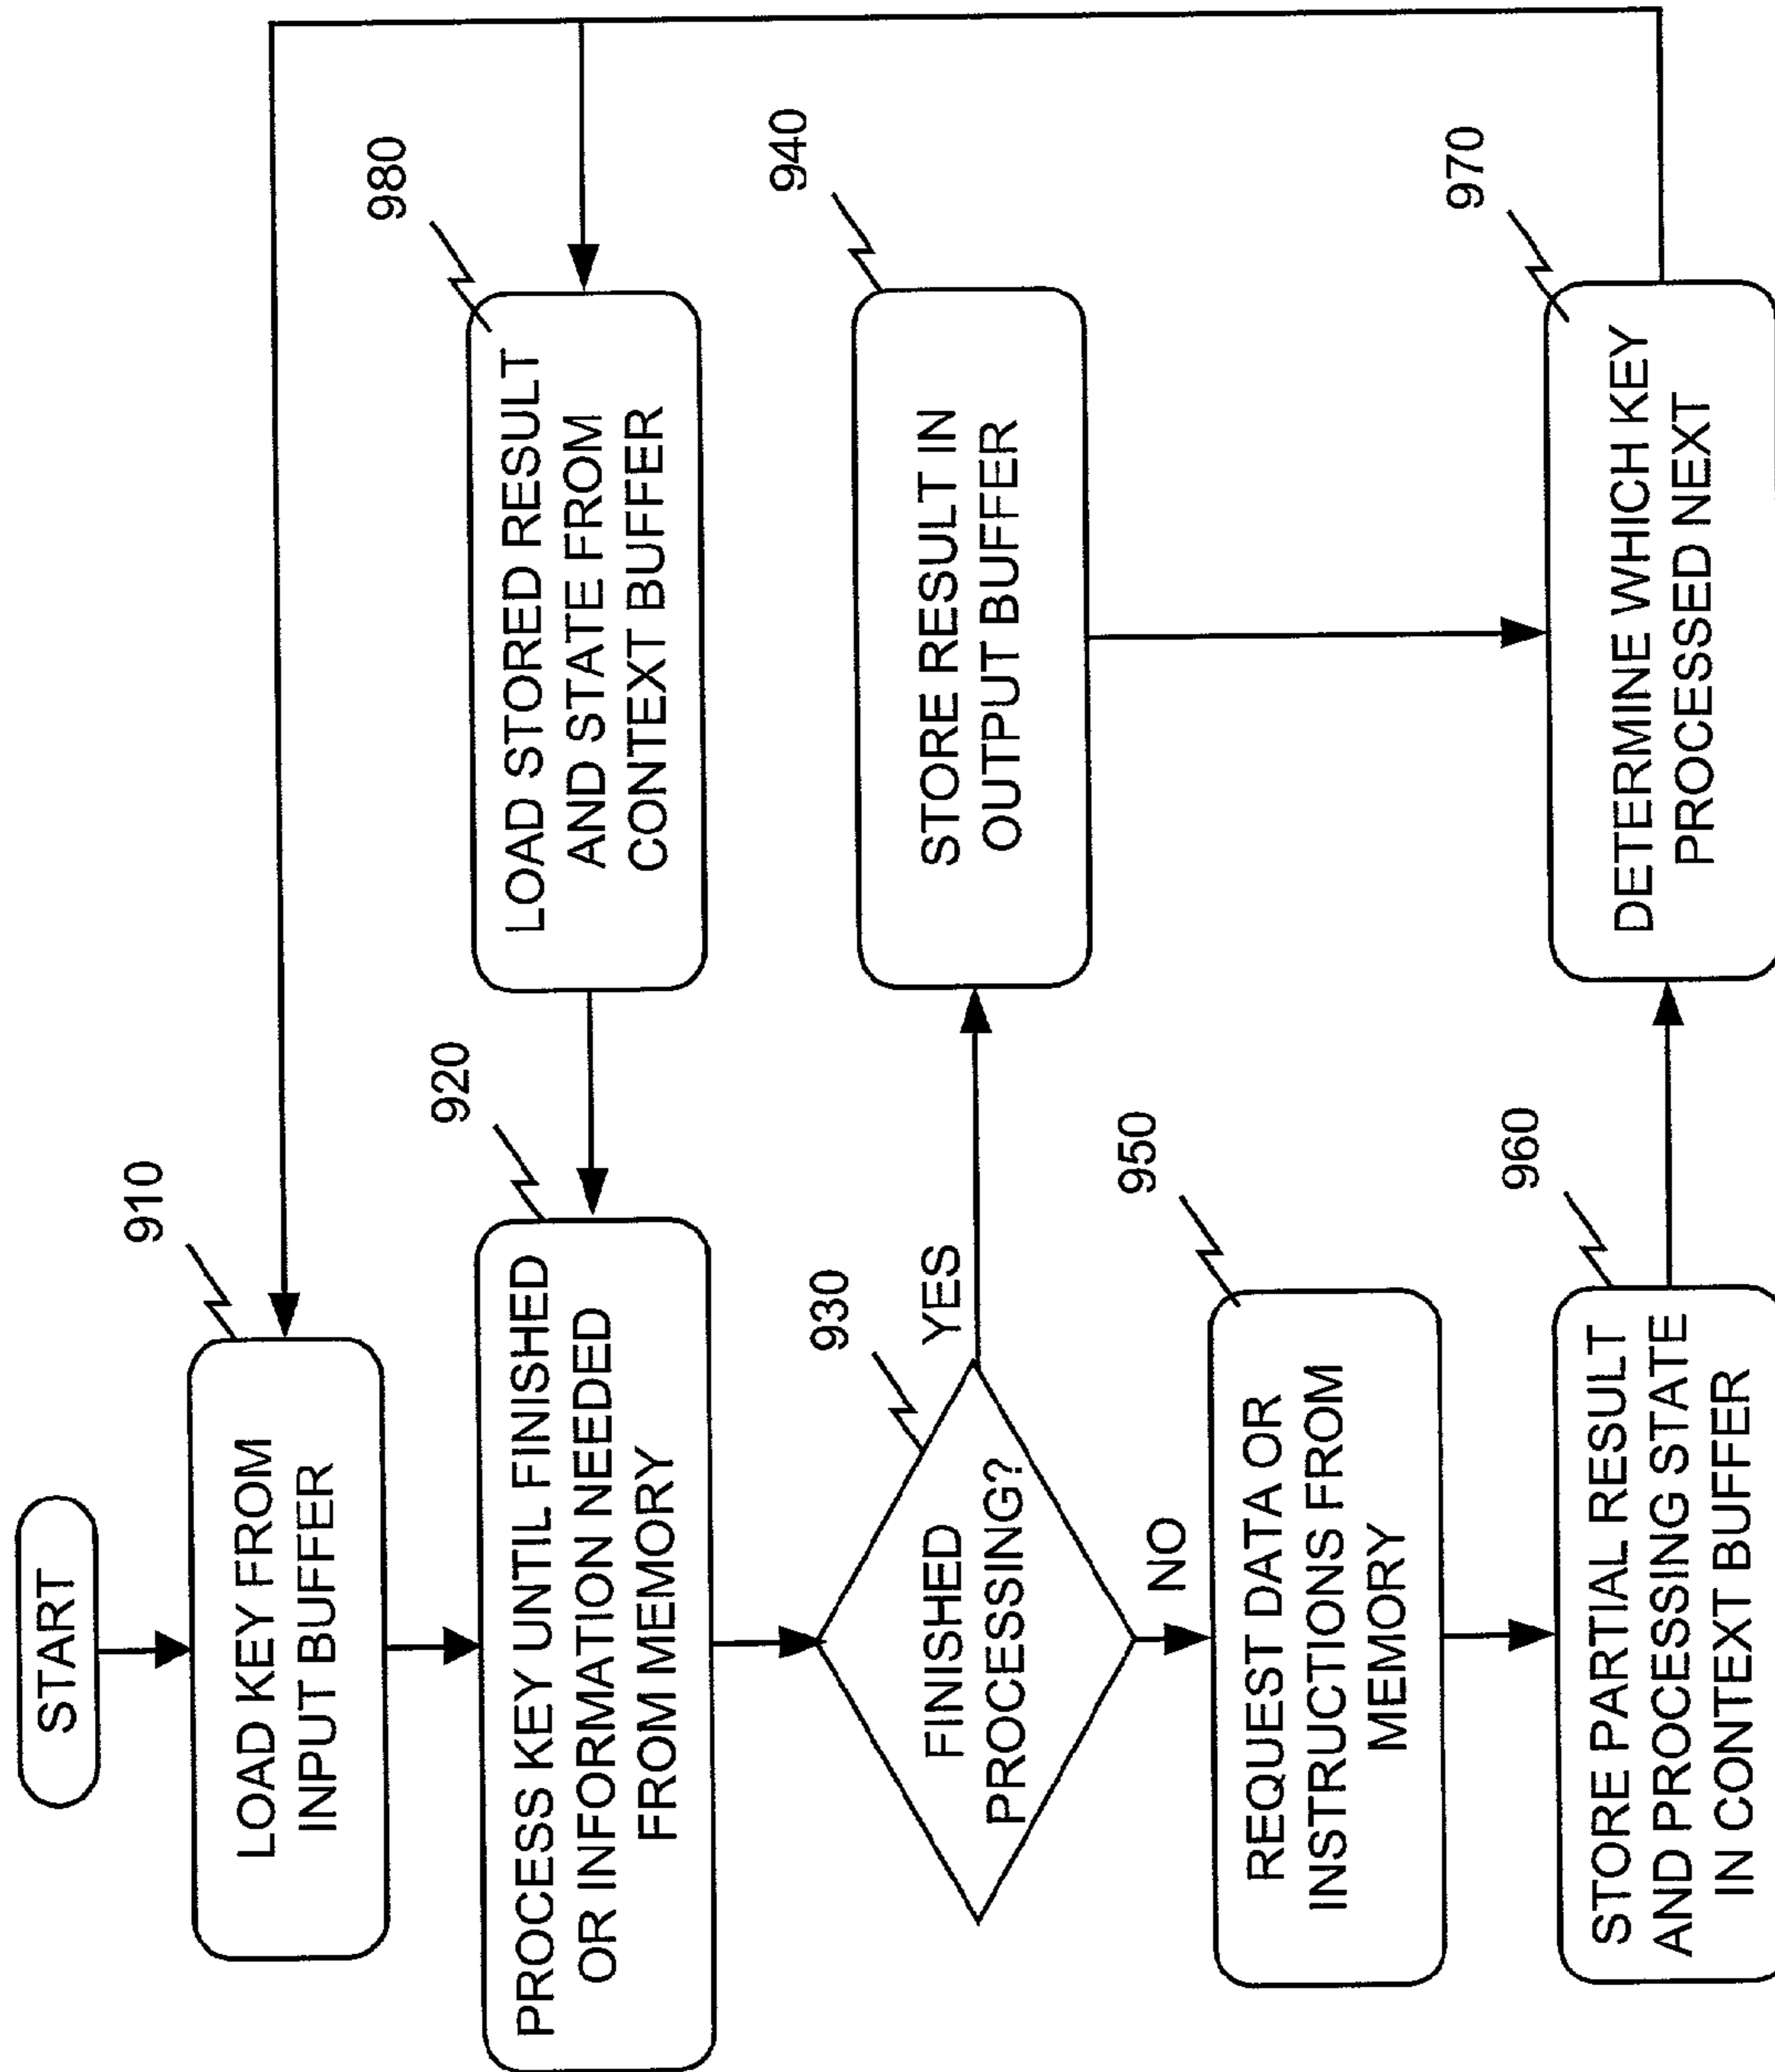 START
910
LOAD KEY FROM
INPUT BUFFER
920
PROCESS KEY UNTIL FINISHED
OR INFORMATION NEEDED
FROM MEMORY
980
LOAD STORED RESULT
AND STATE FROM
CONTEXT BUFFER
930
FINISHED
PROCESSING?
YES
940
STORE RESULT IN
OUTPUT BUFFER
NO
950
REQUEST DATA OR
INSTRUCTIONS FROM
MEMORY
960
STORE PARTIAL RESULT
AND PROCESSING STATE
IN CONTEXT BUFFER
970
DETERMINE WHICH KEY
PROCESSED NEXT